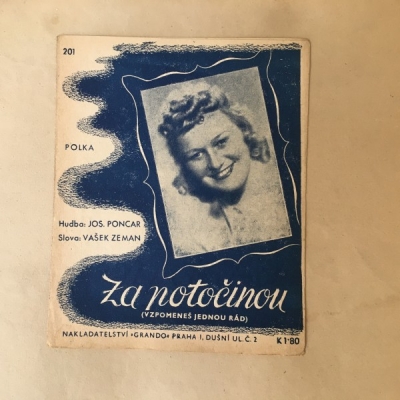 201
POLKA
Hudba: JOS. PONCAR
Slova: VAŠEK ZEMAN
Za potočinou
(VZPOMENEŠ JEDNOU RÁD)
NAKLADATELSTVÍ »GRANDO« PRAHA I, DUŠNÍ UL. Č. 2 K 1·80